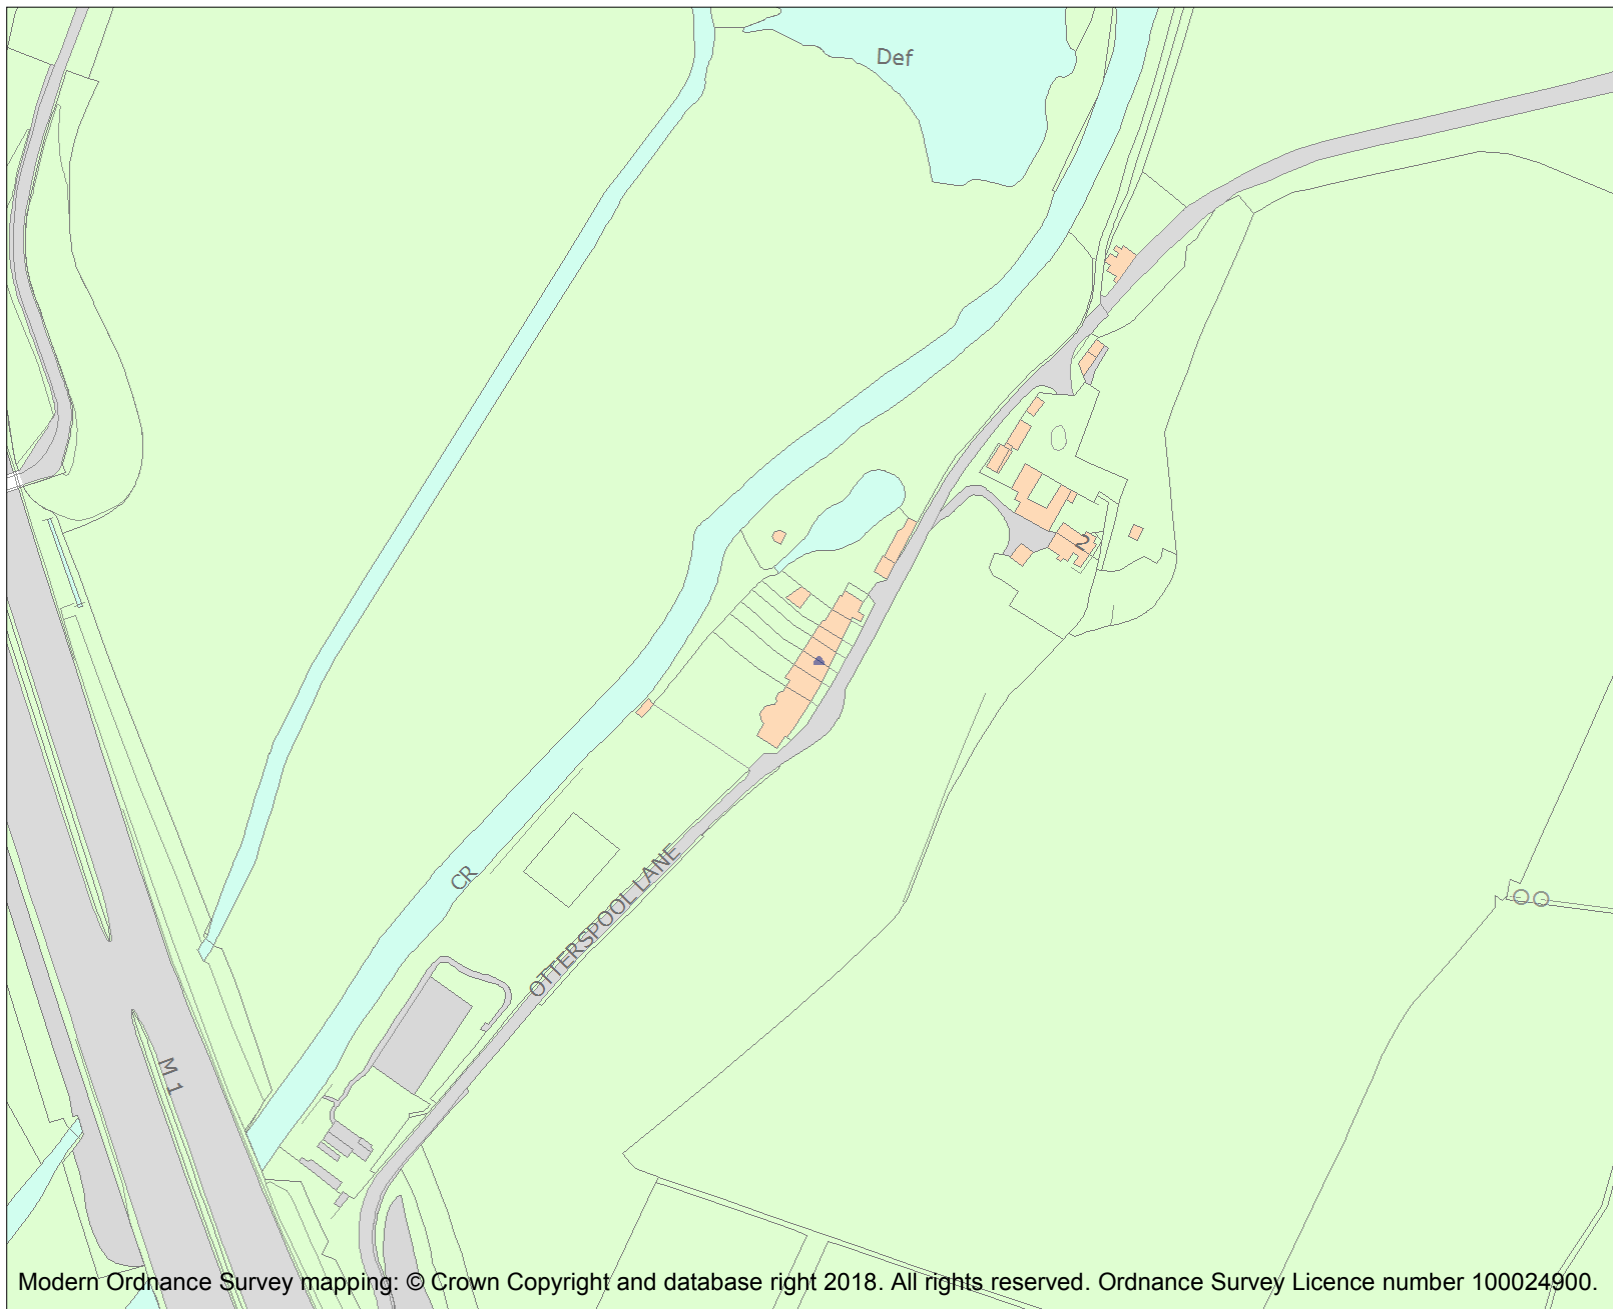 Def
2
CR
OTTERSPOOL LANE
M 1
Modern Ordnance Survey mapping: © Crown Copyright and database right 2018. All rights reserved. Ordnance Survey Licence number 100024900.